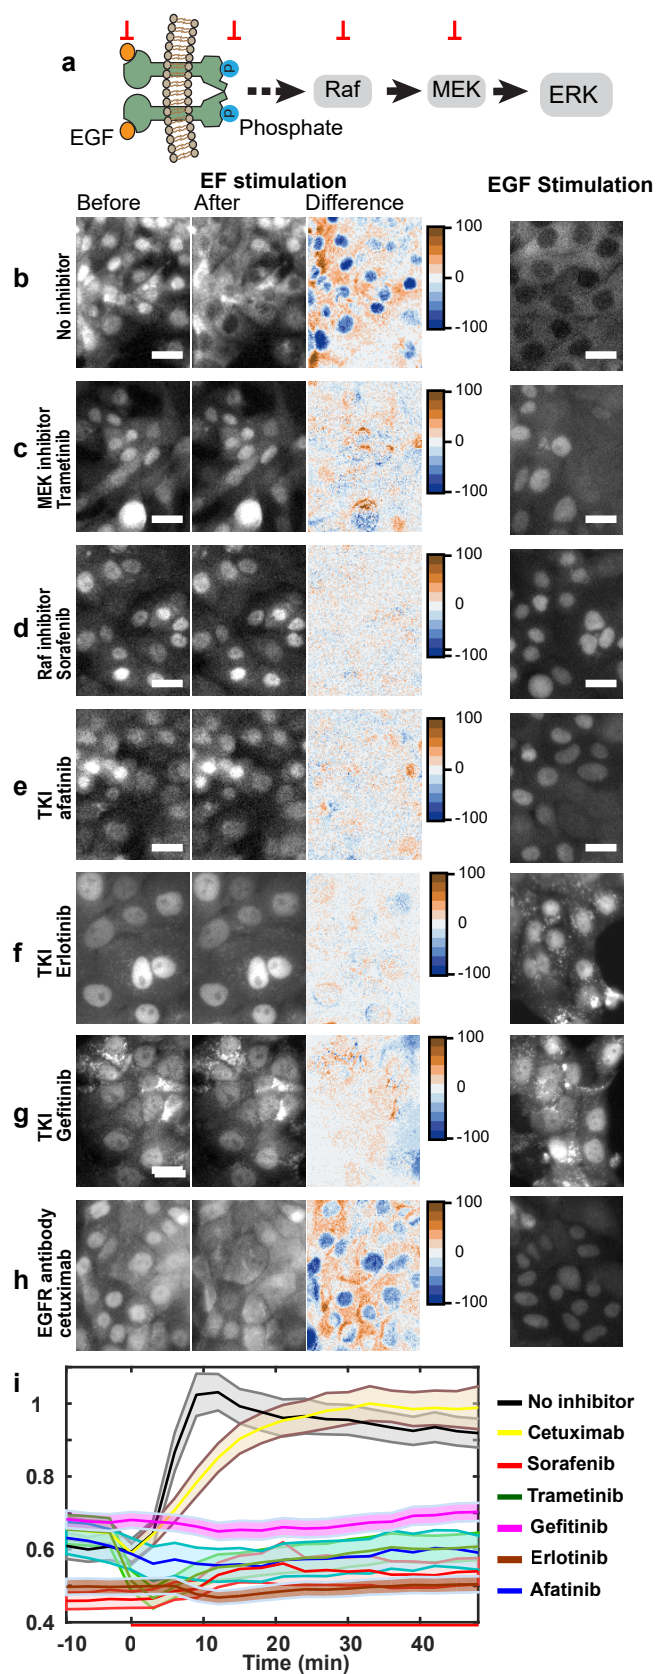 a
P
P
EGF
Phosphate
Raf
MEK
ERK
EF stimulation
EGF Stimulation
Before
After
Difference
b
No inhibitor
100
0
-100
c
MEK inhibitor
Trametinib
100
0
-100
d
Raf inhibitor
Sorafenib
100
0
-100
e
TKI
afatinib
100
0
-100
f
TKI
Erlotinib
100
0
-100
g
TKI
Gefitinib
100
0
-100
h
EGFR antibody
cetuximab
100
0
-100
i
1
0.8
0.6
0.4
-10
0
10
20
30
40
Time (min)
No inhibitor
Cetuximab
Sorafenib
Trametinib
Gefitinib
Erlotinib
Afatinib